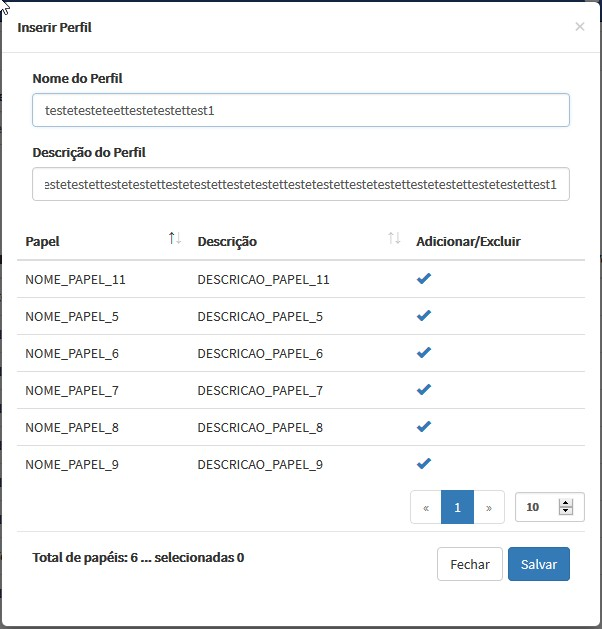 Inserir Perfil ×
Nome do Perfil
testetesteteettestetestettest1
Descrição do Perfil
estetestettestetestettestetestettestetestettestetestettestetestettestetestettestetestettest1
Papel Descrição Adicionar/Excluir
NOME_PAPEL_11 DESCRICAO_PAPEL_11
NOME_PAPEL_5 DESCRICAO_PAPEL_5
NOME_PAPEL_6 DESCRICAO_PAPEL_6
NOME_PAPEL_7 DESCRICAO_PAPEL_7
NOME_PAPEL_8 DESCRICAO_PAPEL_8
NOME_PAPEL_9 DESCRICAO_PAPEL_9
« 1 » 10
Total de papéis: 6 ... selecionadas 0 Fechar Salvar